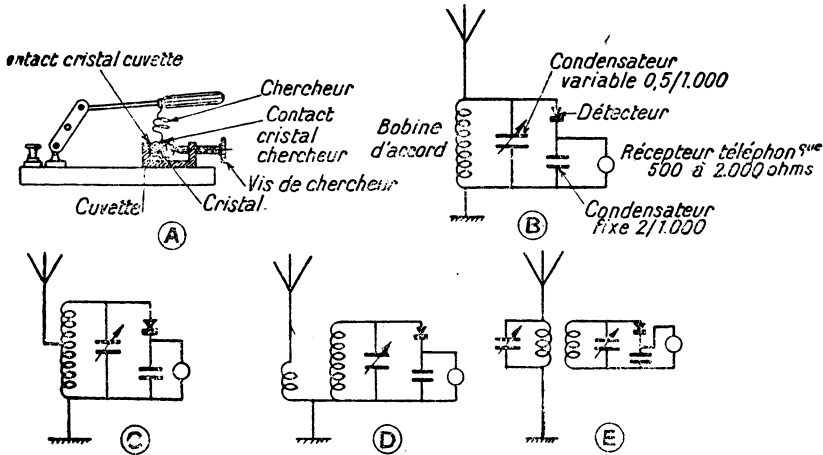 ontact cristal cuvette
Chercheur
Contact
cristal
chercheur
Vis de chercheur
Cristal
Cuvette
A
Condensateur
variable 0,5/1.000
Détecteur
Bobine
d'accord
Récepteur téléphonque
500 à 2.000 ohms
Condensateur
fixe 2/1.000
B
C
D
E